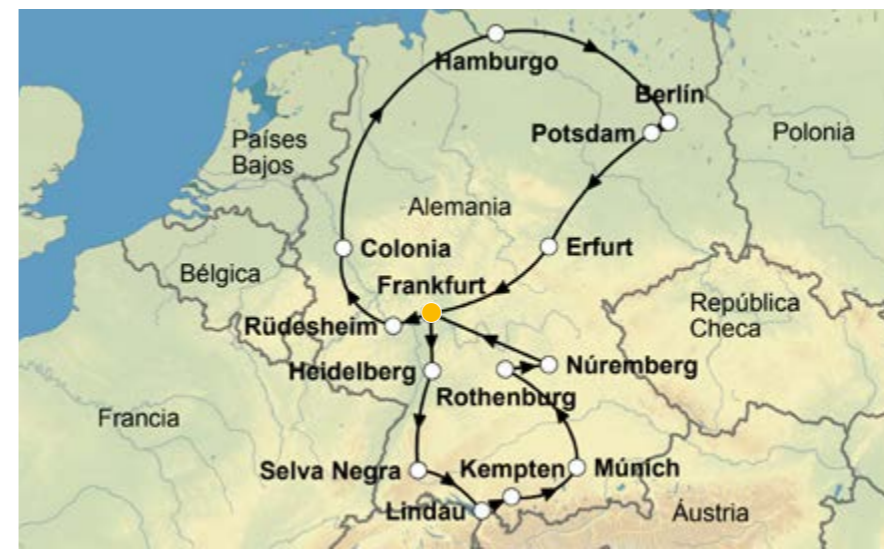 Hamburgo
Berlín
Países
Bajos
Potsdam
Polonia
Alemania
Colonia
Erfurt
Bélgica
Frankfurt
República
Checa
Rüdesheim
Heidelberg
Núremberg
Rothenburg
Francia
Selva Negra
Kempten
Múnich
Lindau
Áustria